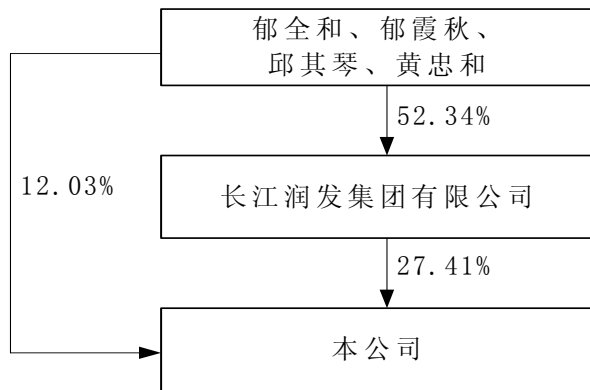 郁全和、郁霞秋、
邱其琴、黄忠和
52.34%
12.03%
长江润发集团有限公司
27.41%
本公司